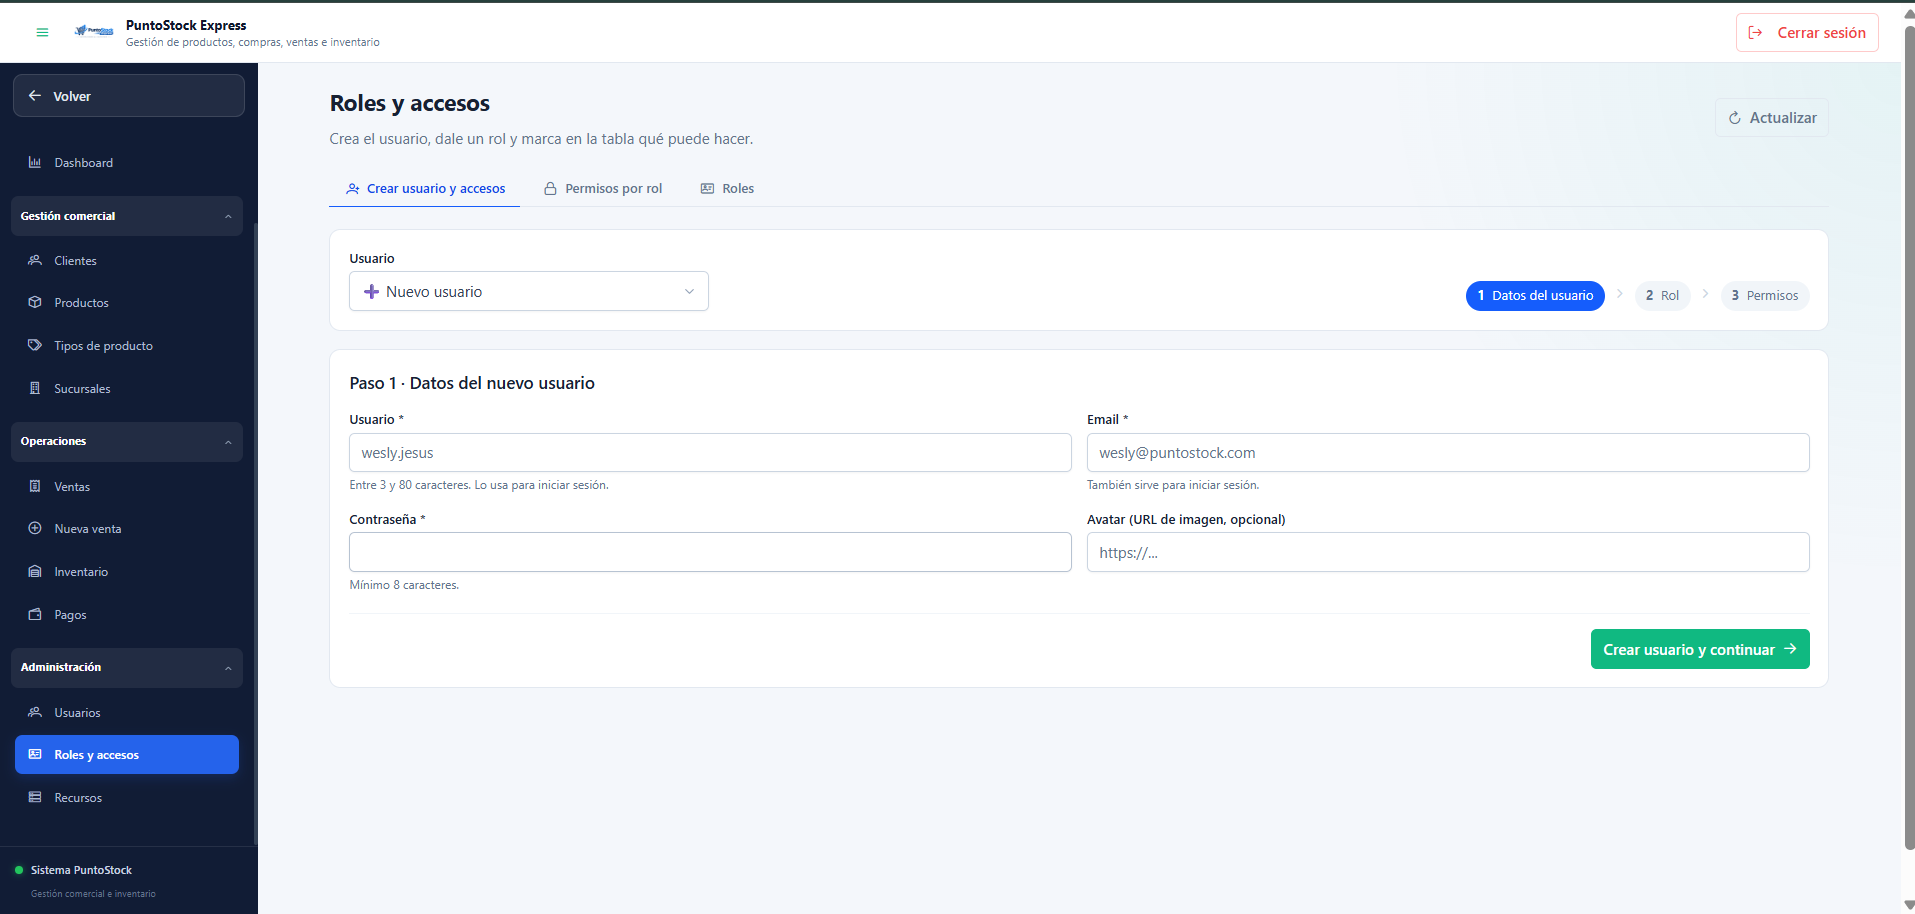 PuntoStock Express
Gestión de productos, compras, ventas e inventario
Cerrar sesión
Volver
Dashboard
Gestión comercial
Clientes
Productos
Tipos de producto
Sucursales
Operaciones
Ventas
Nueva venta
Inventario
Pagos
Administración
Usuarios
Roles y accesos
Recursos
Sistema PuntoStock
Gestión comercial e inventario
Roles y accesos
Crea el usuario, dale un rol y marca en la tabla qué puede hacer.
Actualizar
Crear usuario y accesos
Permisos por rol
Roles
Usuario
Nuevo usuario
1 Datos del usuario
2 Rol
3 Permisos
Paso 1 · Datos del nuevo usuario
Usuario *
wesly.jesus
Entre 3 y 80 caracteres. Lo usa para iniciar sesión.
Email *
wesly@puntostock.com
También sirve para iniciar sesión.
Contraseña *
Mínimo 8 caracteres.
Avatar (URL de imagen, opcional)
https://...
Crear usuario y continuar